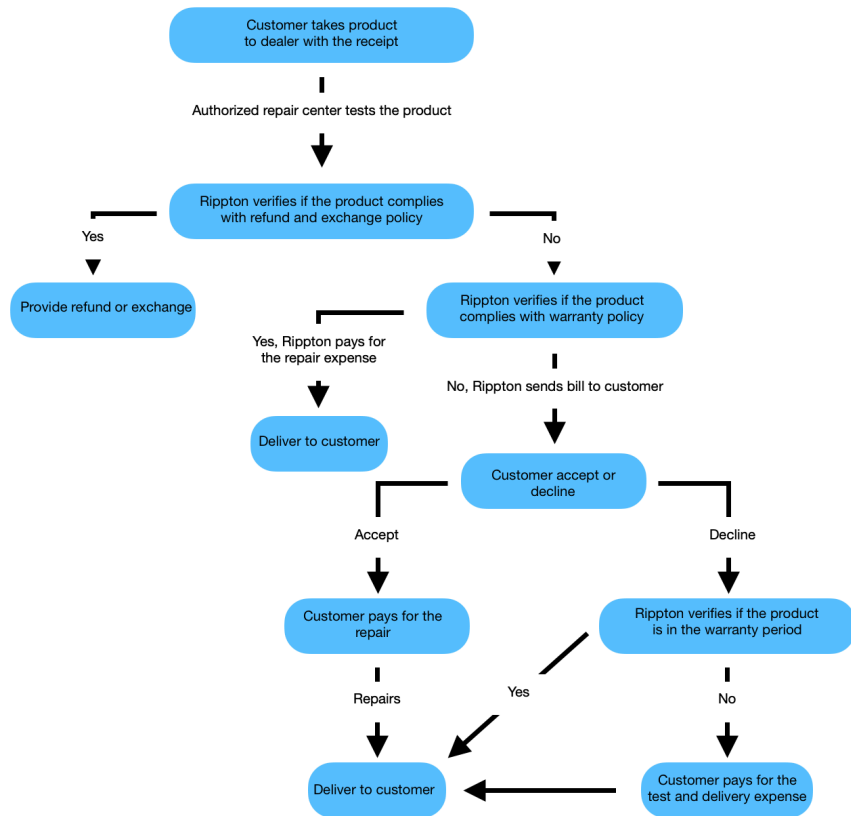 Customer takes product
to dealer with the receipt
Authorized repair center tests the product
Rippton verifies if the product complies
with refund and exchange policy
Yes
No
Provide refund or exchange
Rippton verifies if the product
complies with warranty policy
Yes, Rippton pays for
the repair expense
No, Rippton sends bill to customer
Deliver to customer
Customer accept or
decline
Accept
Decline
Customer pays for the
repair
Rippton verifies if the product
is in the warranty period
Repairs
Yes
No
Deliver to customer
Customer pays for the
test and delivery expense